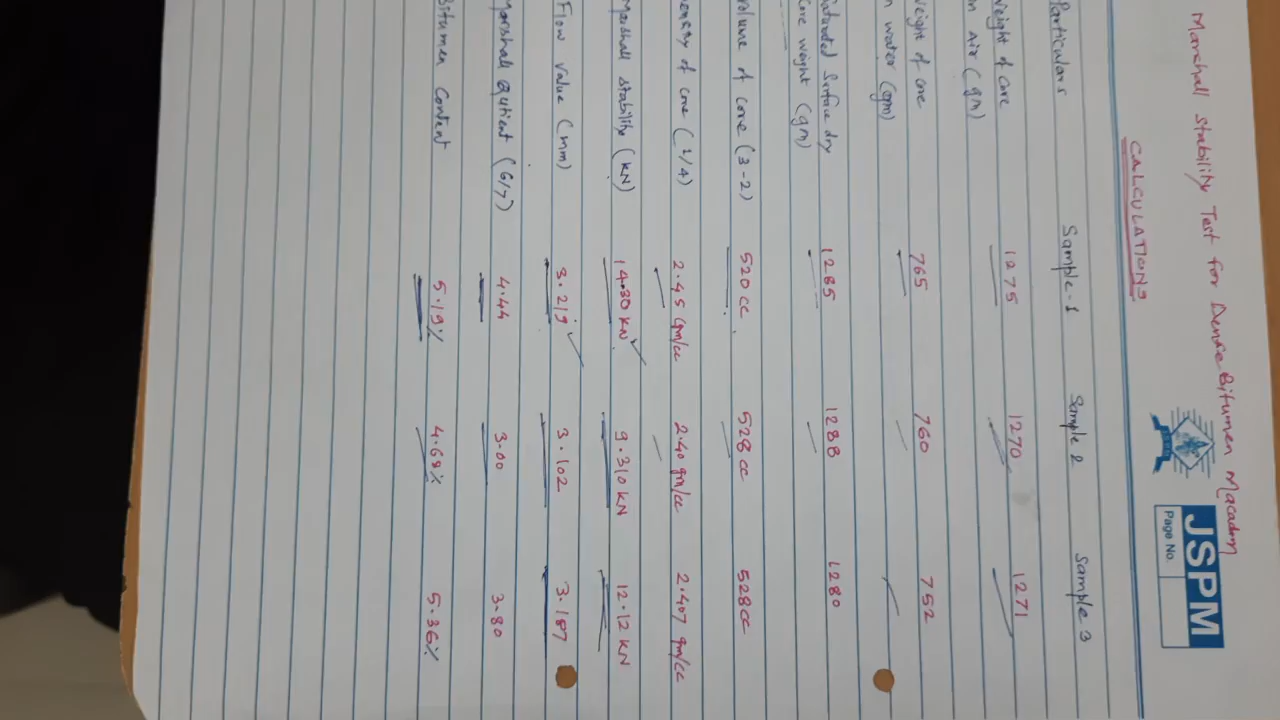 Marshall Stability Test for Dense Bitumen Macadam
JSPM
Page No.
CALCULATIONS
Particulars Sample-1 Sample 2 Sample 3
Weight of core 1275 1270 1271
in Air (gm)
Weight of core 765 760 752
in water (gm)
Saturated Surface dry 1285 1288 1280
core weight (gm)
Volume of core (3-2) 520 cc 528 cc 528 cc
Density of core (1/4) 2.45 gm/cc 2.40 gm/cc 2.407 gm/cc
Marshall stability (kN) 14.30 KN 9.310 KN 12.12 KN
Flow value (mm) 3.219 3.102 3.187
Marshall Qutient (6/7) 4.44 3.00 3.80
Bitumen Content 5.19% 4.68% 5.36%